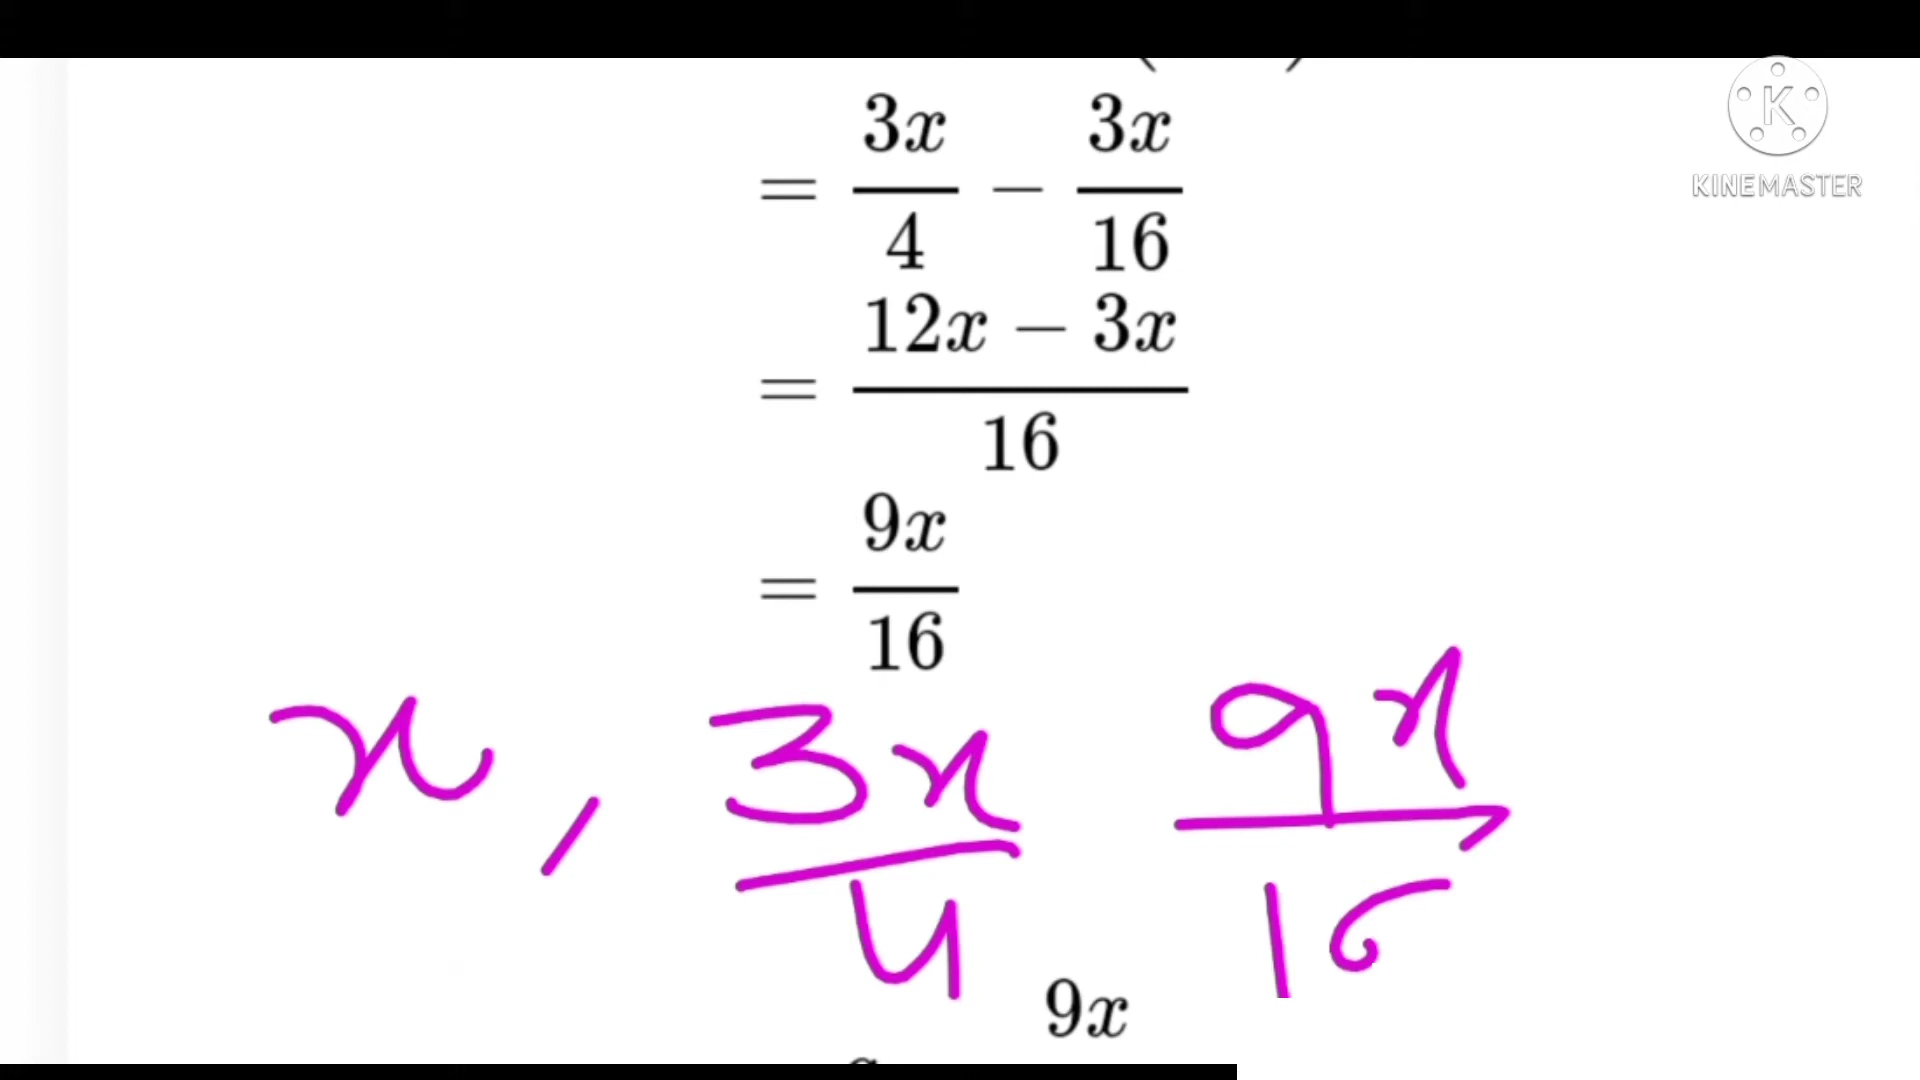 = 3x/4 − 3x/16
= 12x − 3x/16
= 9x/16
x, 3x/4 9x/16
9x
KINEMASTER